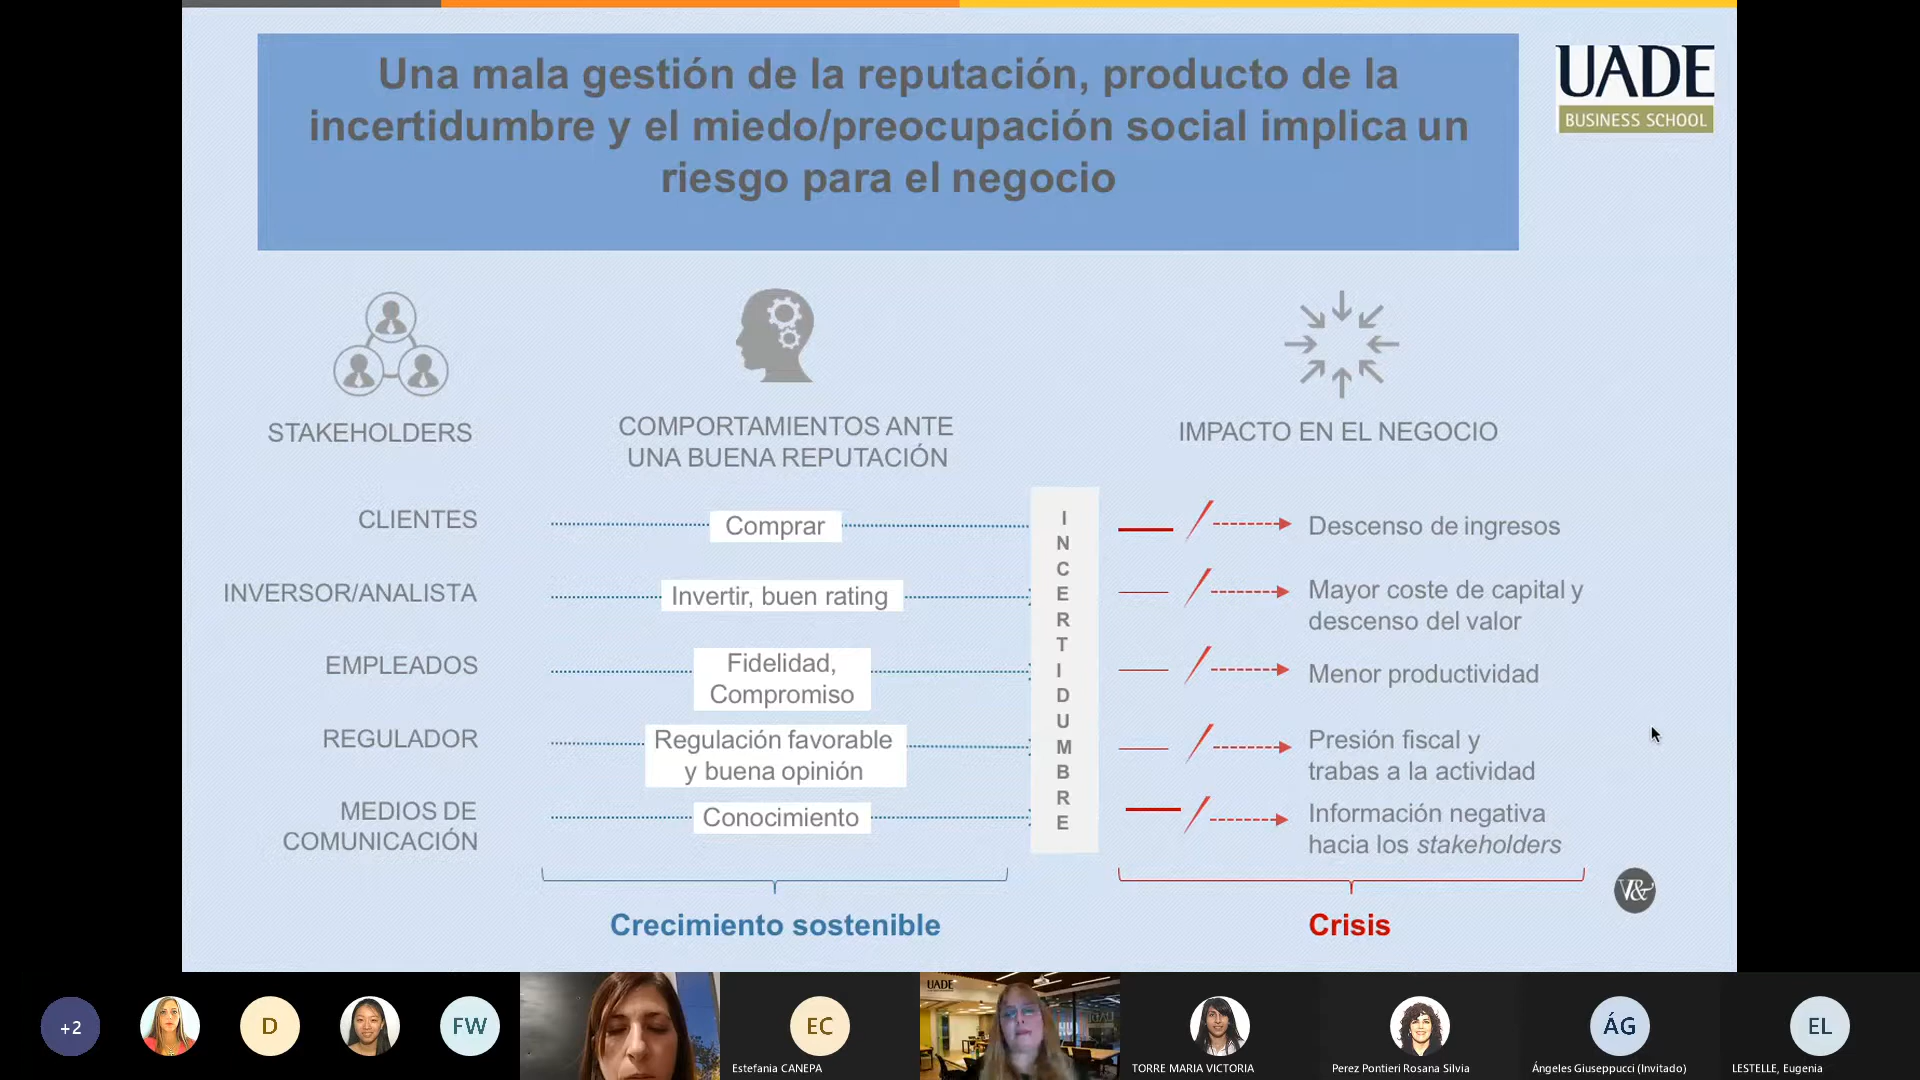 Una mala gestión de la reputación, producto de la
incertidumbre y el miedo/preocupación social implica un
riesgo para el negocio
UADE
BUSINESS SCHOOL
STAKEHOLDERS
COMPORTAMIENTOS ANTE
UNA BUENA REPUTACIÓN
IMPACTO EN EL NEGOCIO
CLIENTES
Comprar
Descenso de ingresos
INVERSOR/ANALISTA
Invertir, buen rating
Mayor coste de capital y
descenso del valor
EMPLEADOS
Fidelidad,
Compromiso
Menor productividad
REGULADOR
Regulación favorable
y buena opinión
Presión fiscal y
trabas a la actividad
MEDIOS DE
COMUNICACIÓN
Conocimiento
Información negativa
hacia los stakeholders
INCERTIDUMBRE
Crecimiento sostenible
Crisis
V&
+2
D
FW
EC
Estefania CANEPA
UADE
TORRE MARIA VICTORIA
Perez Pontieri Rosana Silvia
ÁG
Ángeles Giuseppucci (Invitado)
EL
LESTELLE, Eugenia